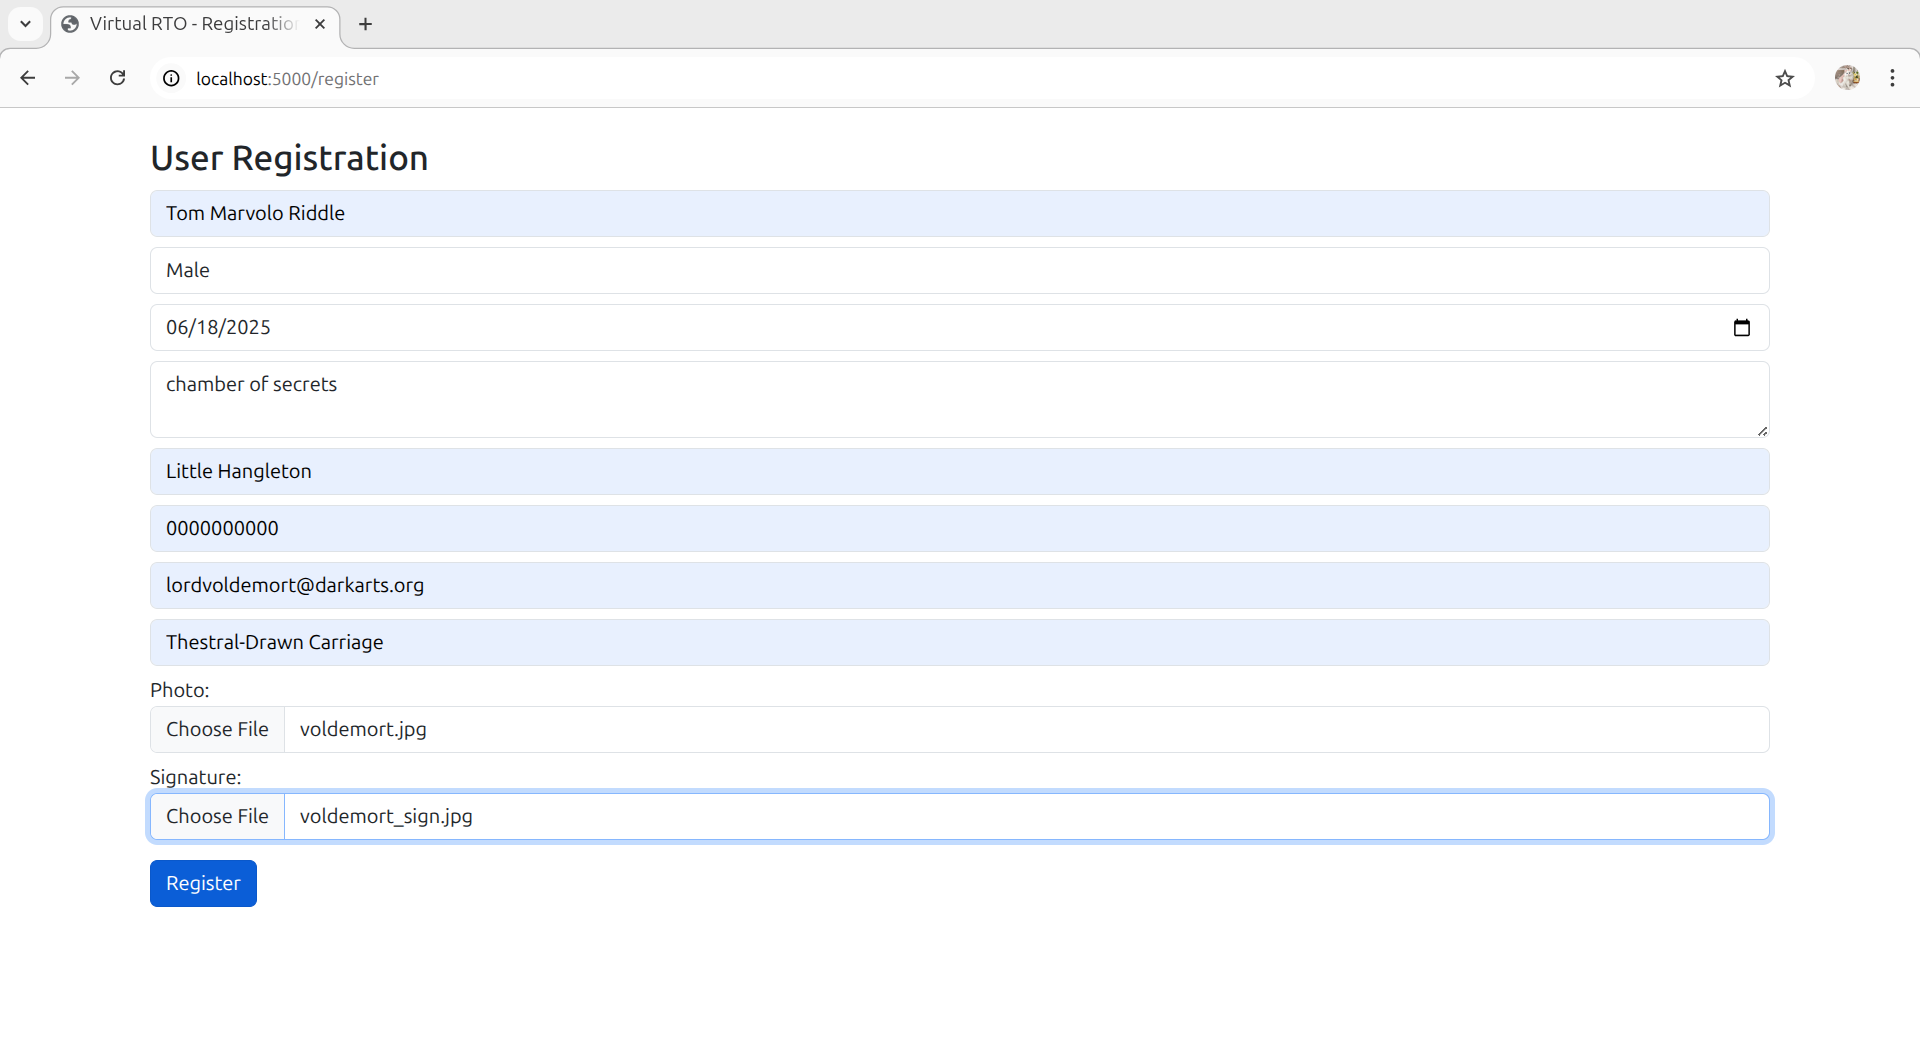 Virtual RTO - Registratio
localhost:5000/register
User Registration
Tom Marvolo Riddle
Male
06/18/2025
chamber of secrets
Little Hangleton
0000000000
lordvoldemort@darkarts.org
Thestral-Drawn Carriage
Photo:
Choose File voldemort.jpg
Signature:
Choose File voldemort_sign.jpg
Register